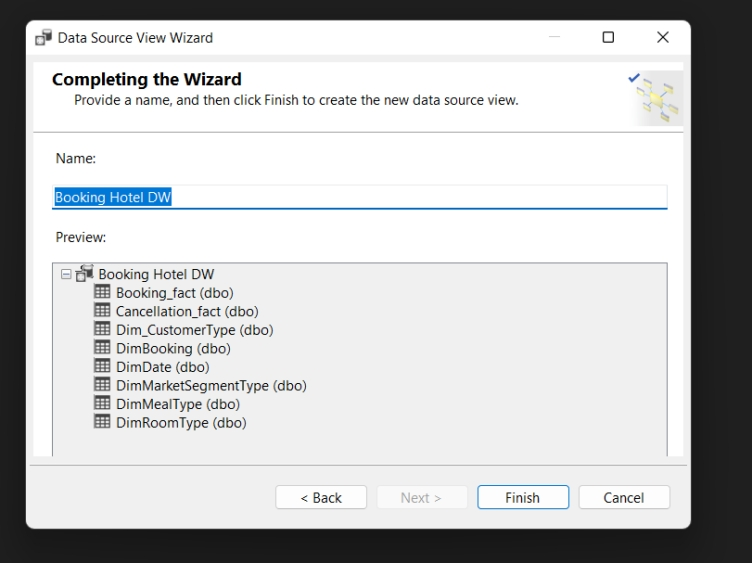 Data Source View Wizard
Completing the Wizard
Provide a name, and then click Finish to create the new data source view.
Name:
Booking Hotel DW
Preview:
Booking Hotel DW
Booking_fact (dbo)
Cancellation_fact (dbo)
Dim_CustomerType (dbo)
DimBooking (dbo)
DimDate (dbo)
DimMarketSegmentType (dbo)
DimMealType (dbo)
DimRoomType (dbo)
< Back
Next >
Finish
Cancel